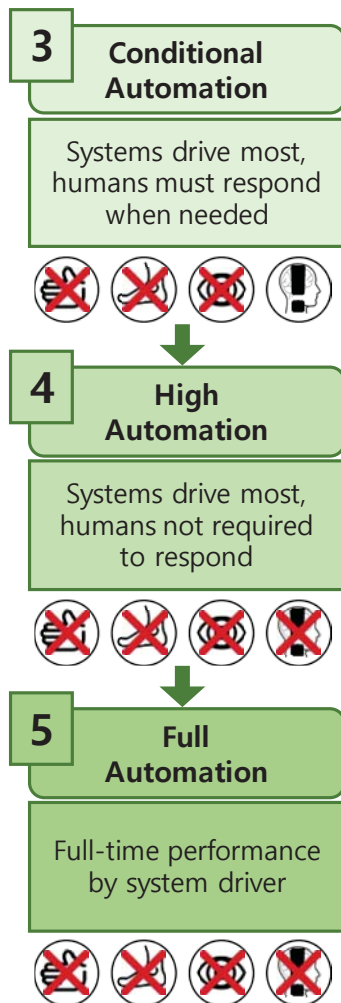 3
Conditional
Automation
Systems drive most,
humans must respond
when needed
4
High
Automation
Systems drive most,
humans not required
to respond
5
Full
Automation
Full-time performance
by system driver